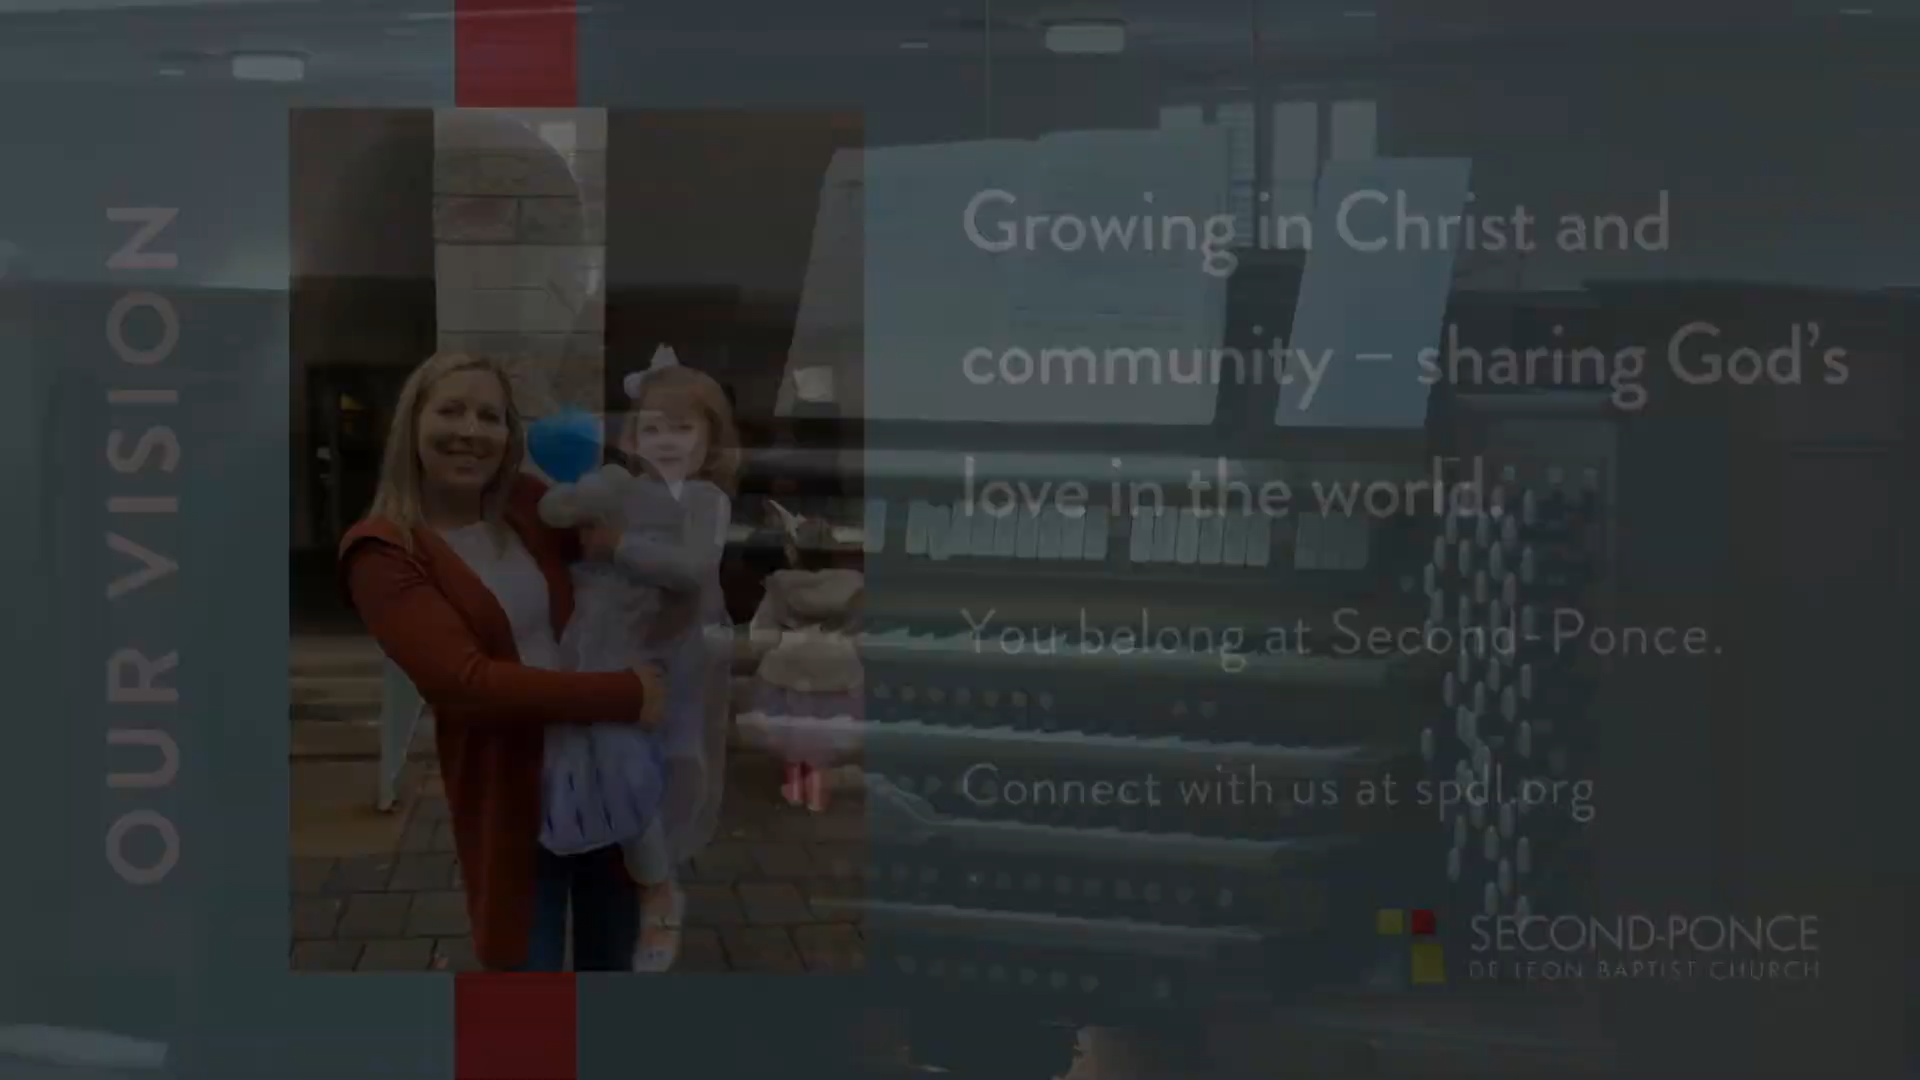 OUR VISION
Growing in Christ and
community – sharing God's
love in the world.
You belong at Second-Ponce.
Connect with us at spdl.org
SECOND-PONCE
DE LEON BAPTIST CHURCH